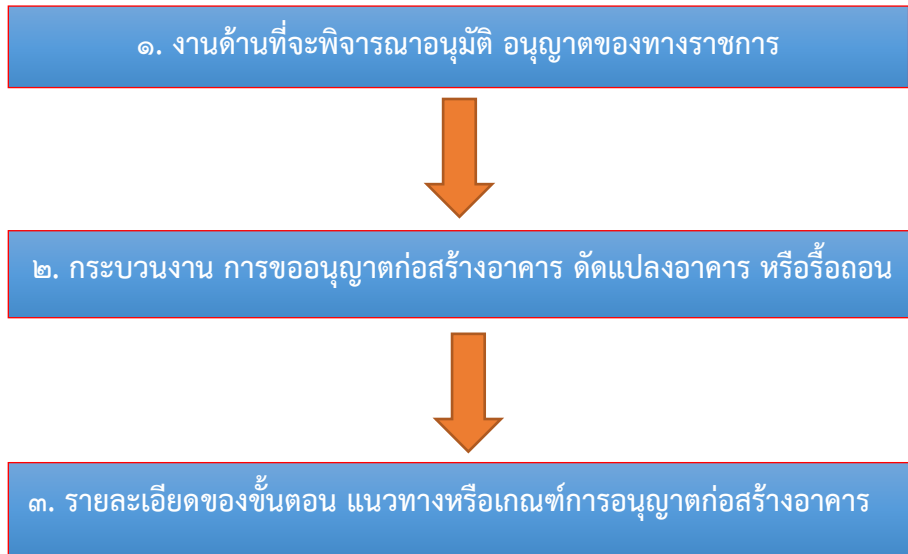 ๑. งานด้านที่จะพิจารณาอนุมัติ อนุญาตของทางราชการ
๒. กระบวนงาน การขออนุญาตก่อสร้างอาคาร ดัดแปลงอาคาร หรือรื้อถอน
๓. รายละเอียดของขั้นตอน แนวทางหรือเกณฑ์การอนุญาตก่อสร้างอาคาร